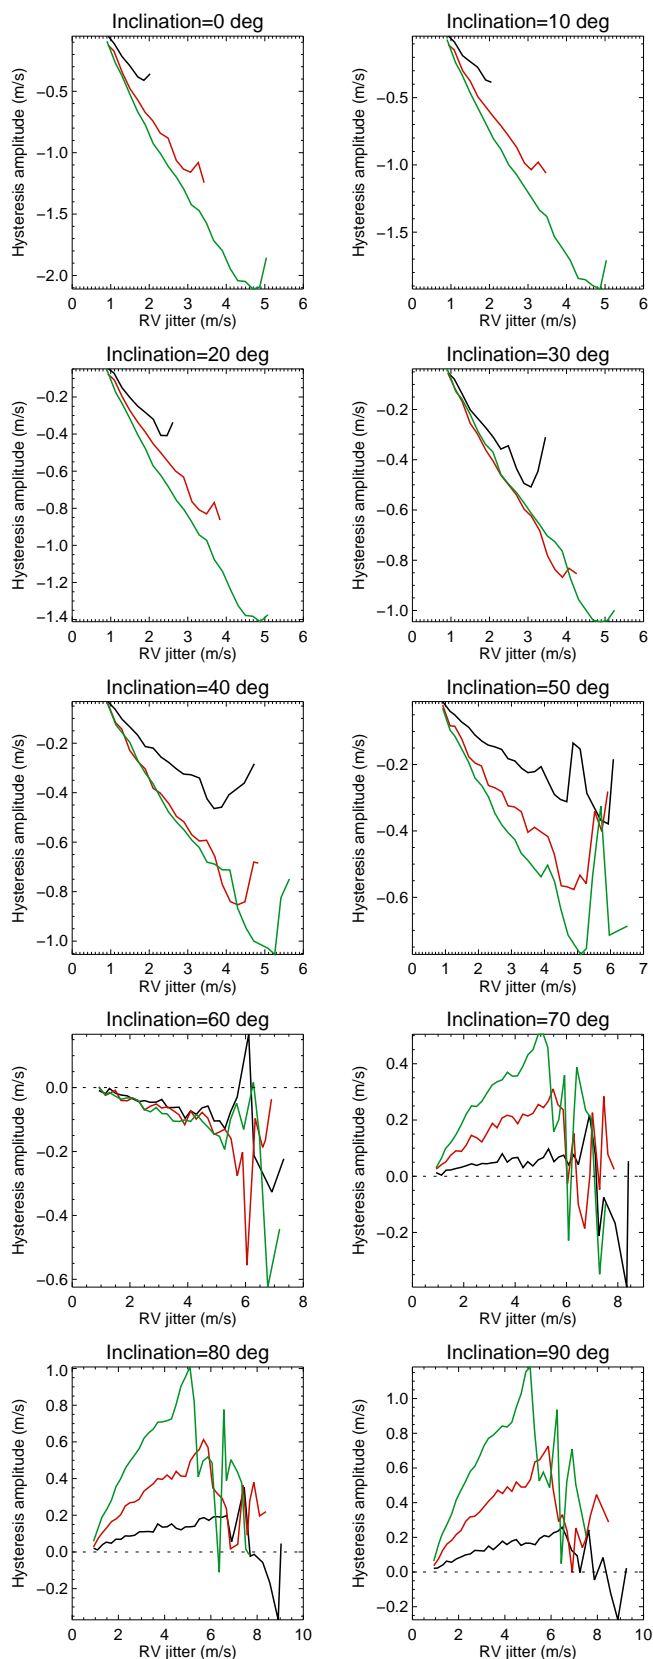 Inclination=0 deg
Inclination=10 deg
Hysteresis amplitude (m/s)
−0.5
−1.0
−1.5
−2.0
0 1 2 3 4 5 6
RV jitter (m/s)
Hysteresis amplitude (m/s)
−0.5
−1.0
−1.5
0 1 2 3 4 5 6
RV jitter (m/s)
Inclination=20 deg
Inclination=30 deg
Hysteresis amplitude (m/s)
−0.2
−0.4
−0.6
−0.8
−1.0
−1.2
−1.4
0 1 2 3 4 5 6
RV jitter (m/s)
Hysteresis amplitude (m/s)
−0.2
−0.4
−0.6
−0.8
−1.0
0 1 2 3 4 5 6
RV jitter (m/s)
Inclination=40 deg
Inclination=50 deg
Hysteresis amplitude (m/s)
−0.2
−0.4
−0.6
−0.8
−1.0
0 1 2 3 4 5 6
RV jitter (m/s)
Hysteresis amplitude (m/s)
−0.2
−0.4
−0.6
0 1 2 3 4 5 6 7
RV jitter (m/s)
Inclination=60 deg
Inclination=70 deg
Hysteresis amplitude (m/s)
0.0
−0.2
−0.4
−0.6
0 2 4 6 8
RV jitter (m/s)
Hysteresis amplitude (m/s)
0.4
0.2
0.0
−0.2
0 2 4 6 8
RV jitter (m/s)
Inclination=80 deg
Inclination=90 deg
Hysteresis amplitude (m/s)
1.0
0.8
0.6
0.4
0.2
0.0
−0.2
0 2 4 6 8 10
RV jitter (m/s)
Hysteresis amplitude (m/s)
1.0
0.8
0.6
0.4
0.2
0.0
−0.2
0 2 4 6 8 10
RV jitter (m/s)